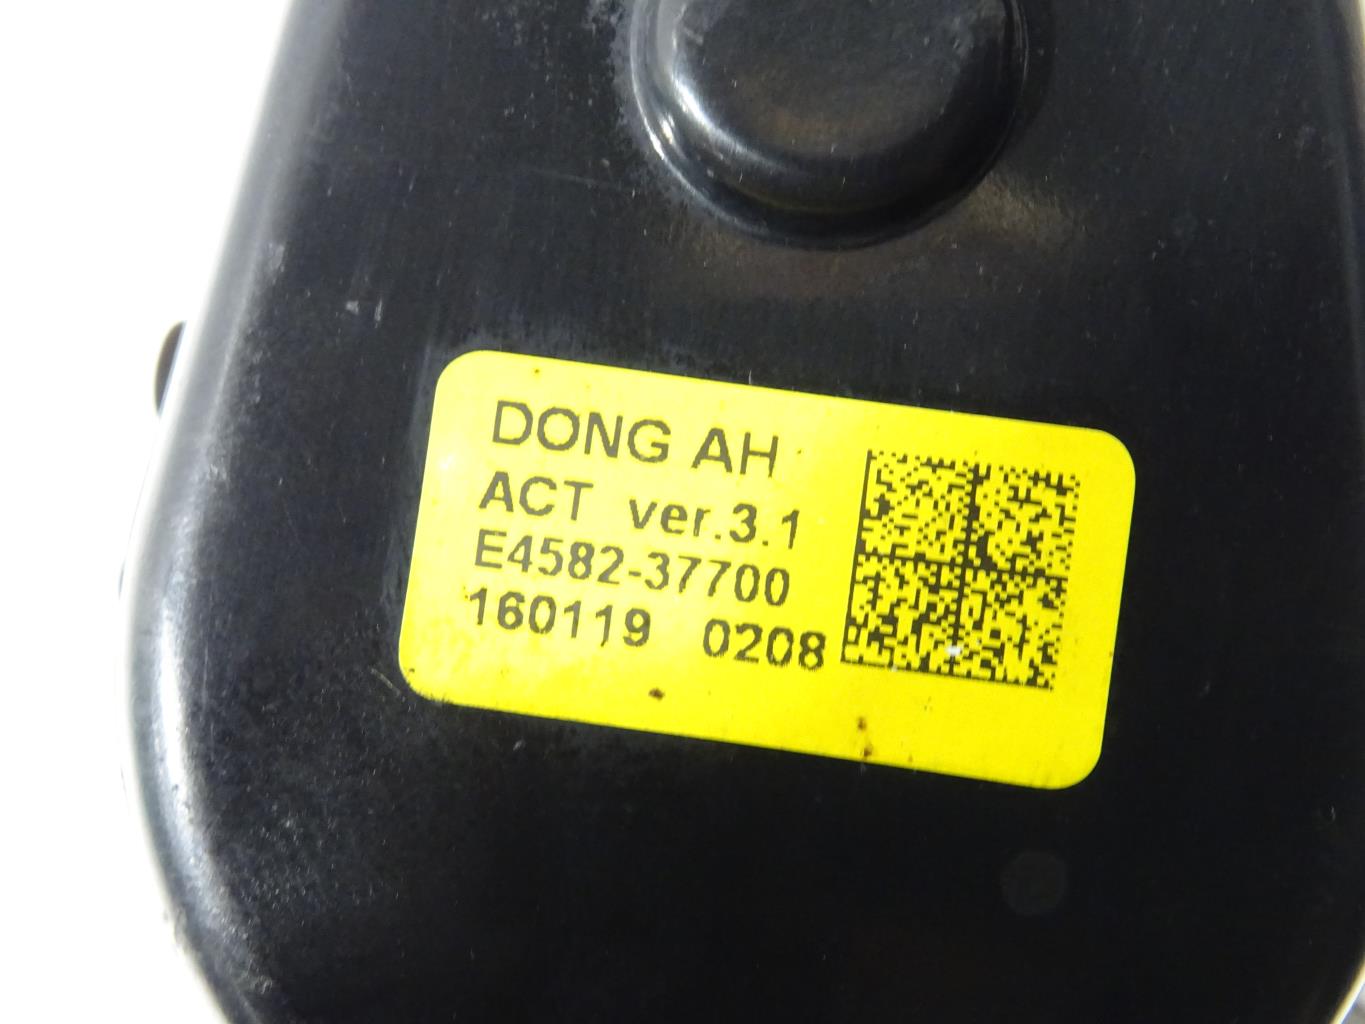 DONG AH
ACT ver.3.1
E4582-37700
160119 0208